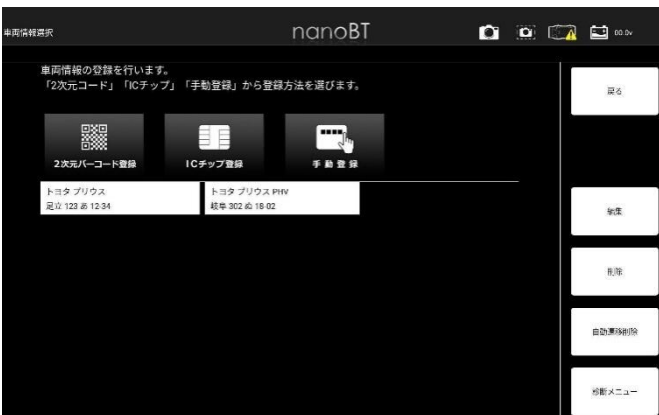 車両情報選択
nanoBT
00.0v
車両情報の登録を行います。
「2次元コード」「ICチップ」「手動登録」から登録方法を選びます。
2次元バーコード登録
ICチップ登録
手動登録
トヨタ プリウス
足立 123 あ 12-34
トヨタ プリウス PHV
岐阜 302 ぬ 18-02
戻る
編集
削除
自動遷移削除
診断メニュー